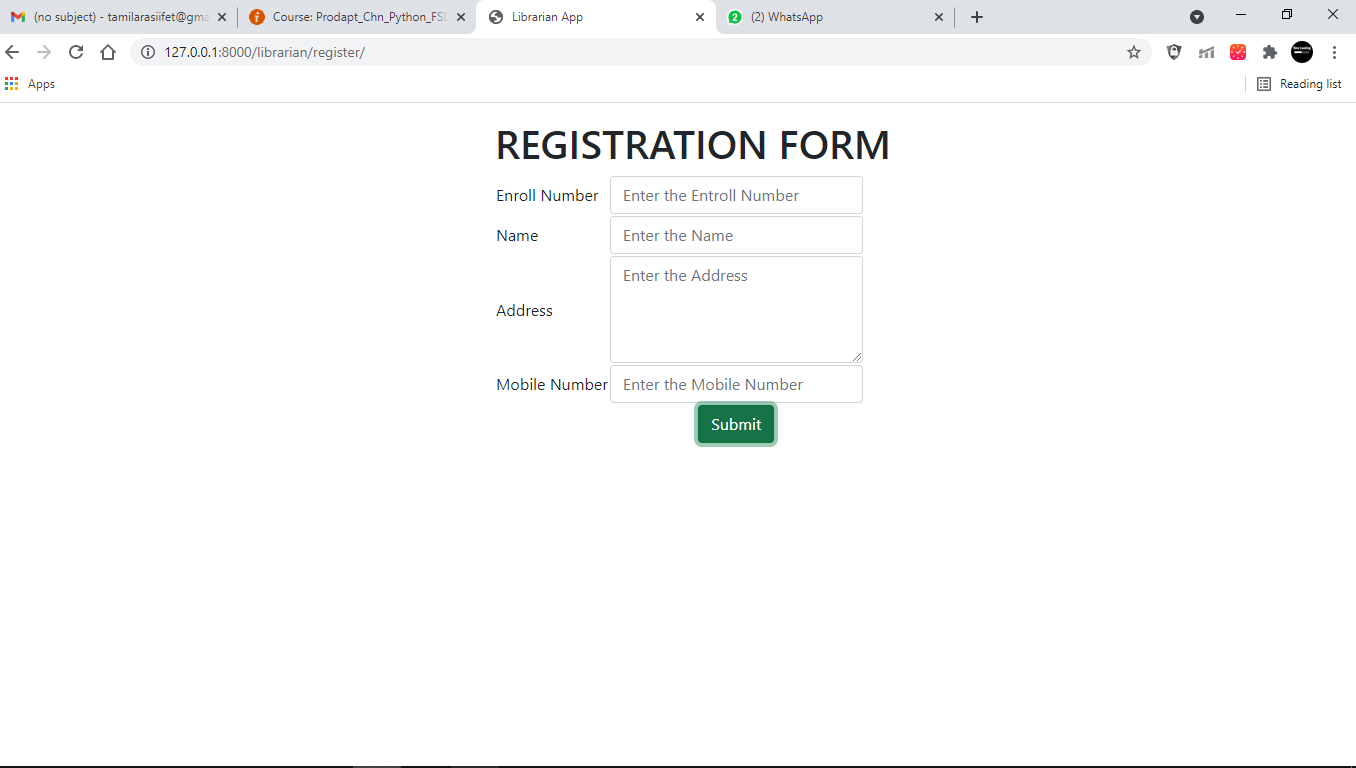 (no subject) - tamilarasiifet@gma
Course: Prodapt_Chn_Python_FSD
Librarian App
(2) WhatsApp
127.0.0.1:8000/librarian/register/
Apps
Reading list
REGISTRATION FORM
Enroll Number Enter the Entroll Number
Name Enter the Name
Address Enter the Address
Mobile Number Enter the Mobile Number
Submit